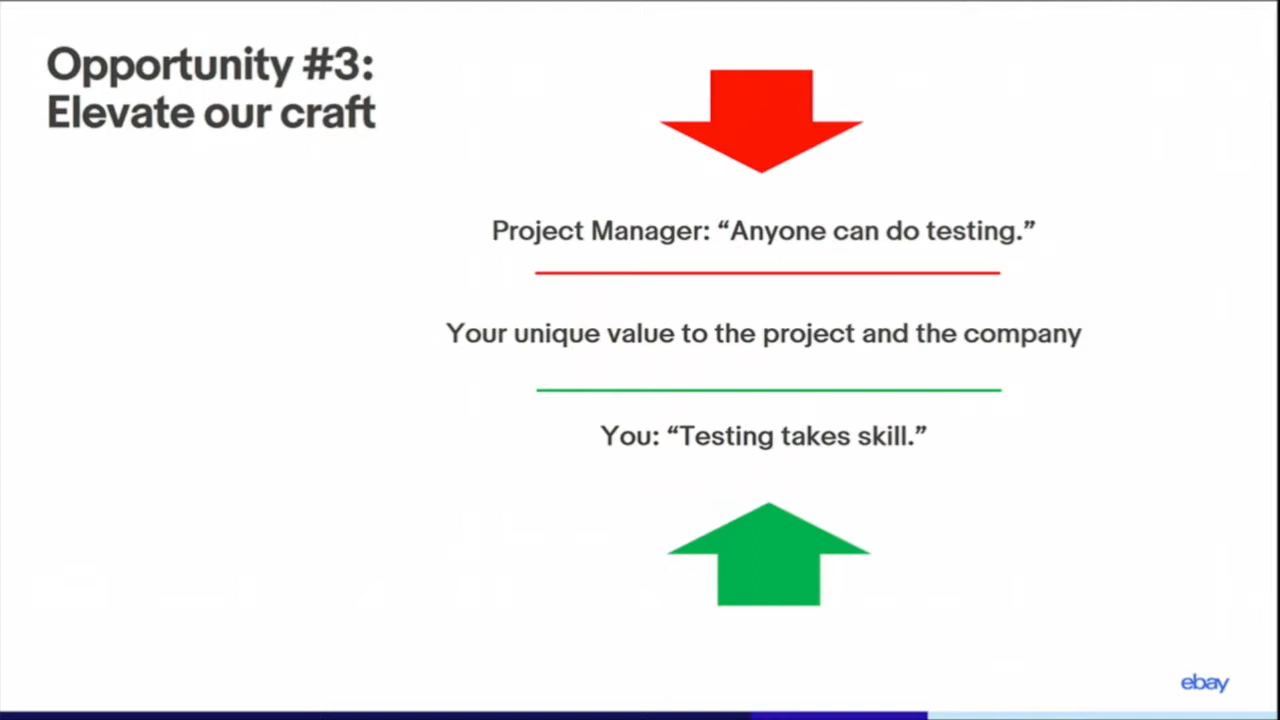 Opportunity #3:
Elevate our craft
Project Manager: “Anyone can do testing.”
Your unique value to the project and the company
You: “Testing takes skill.”
ebay